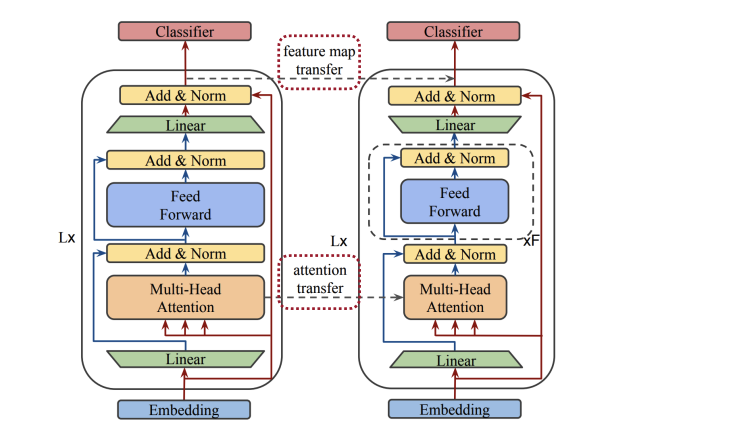 Classifier
Add & Norm
Linear
Add & Norm
Feed
Forward
Lx
Add & Norm
Multi-Head
Attention
Linear
Embedding
feature map
transfer
attention
transfer
Classifier
Add & Norm
Linear
Add & Norm
Feed
Forward
xF
Lx
Add & Norm
Multi-Head
Attention
Linear
Embedding